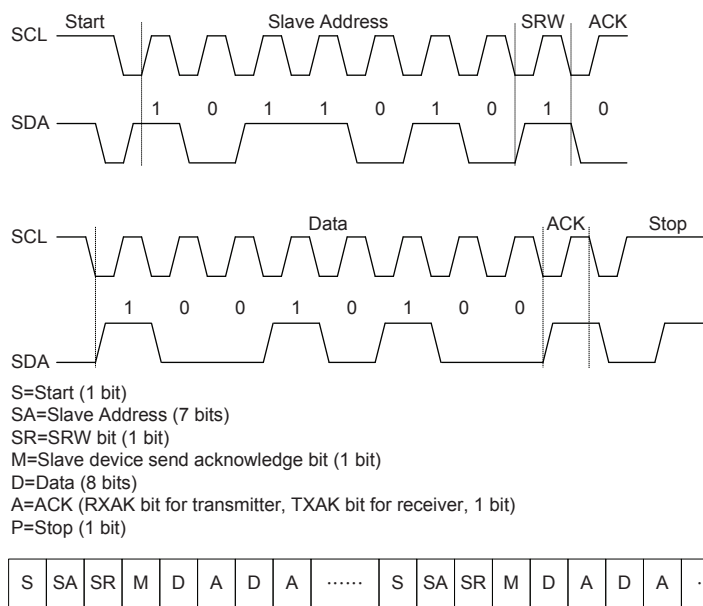 Start Slave Address SRW ACK
SCL
1 0 1 1 0 1 0 1 0
SDA
Data ACK Stop
SCL
1 0 0 1 0 1 0 0
SDA
S=Start (1 bit)
SA=Slave Address (7 bits)
SR=SRW bit (1 bit)
M=Slave device send acknowledge bit (1 bit)
D=Data (8 bits)
A=ACK (RXAK bit for transmitter, TXAK bit for receiver, 1 bit)
P=Stop (1 bit)
S SA SR M D A D A ...... S SA SR M D A D A ..